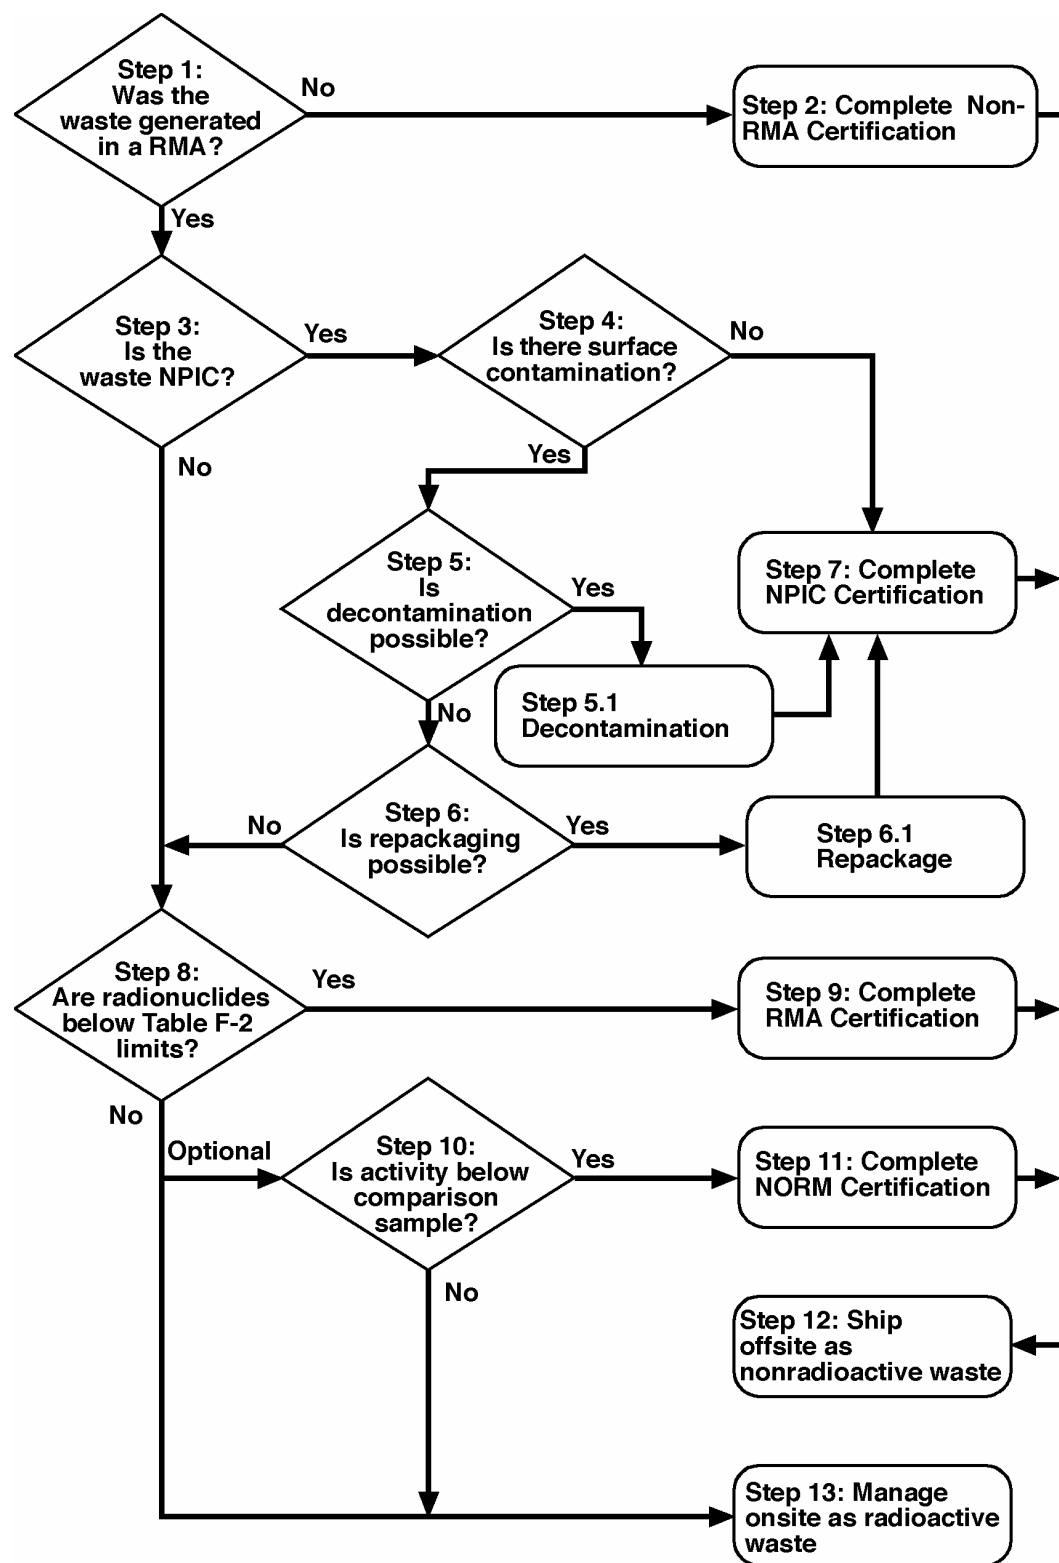 Step 1:
Was the
waste generated
in a RMA?
No
Step 2: Complete Non-
RMA Certification
Yes
Step 3:
Is the
waste NPIC?
Yes
Step 4:
Is there surface
contamination?
No
No
Yes
Step 5:
Is
decontamination
possible?
Yes
Step 7: Complete
NPIC Certification
Step 5.1
Decontamination
No
Step 6:
Is repackaging
possible?
No
Yes
Step 6.1
Repackage
Step 8:
Are radionuclides
below Table F-2
limits?
Yes
Step 9: Complete
RMA Certification
No
Optional
Step 10:
Is activity below
comparison
sample?
Yes
Step 11: Complete
NORM Certification
No
Step 12: Ship
offsite as
nonradioactive waste
Step 13: Manage
onsite as radioactive
waste